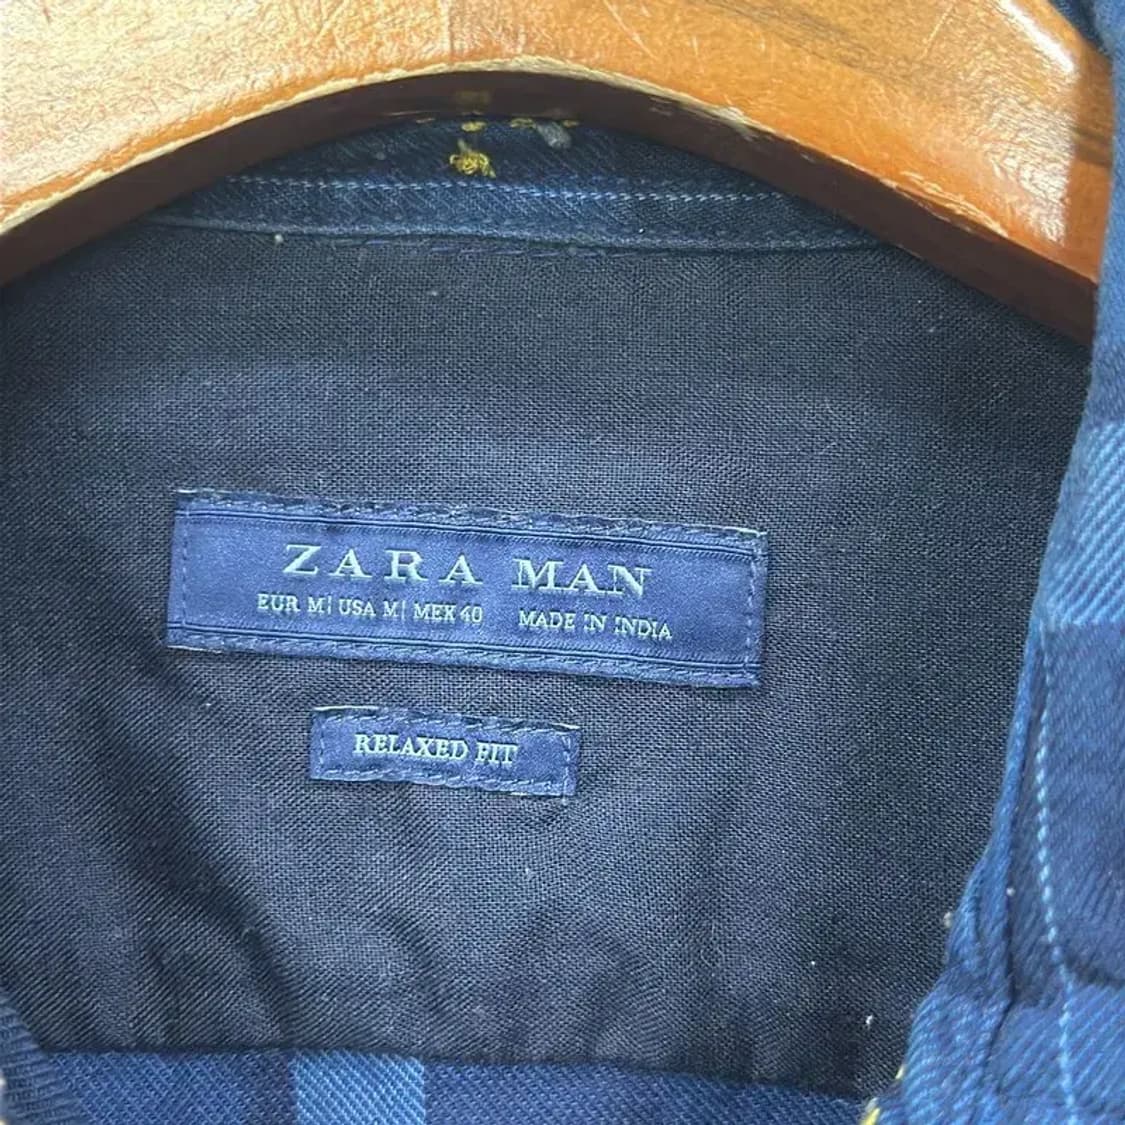 ZARA MAN
EUR M| USA M| MEX 40 MADE IN INDIA
RELAXED FIT